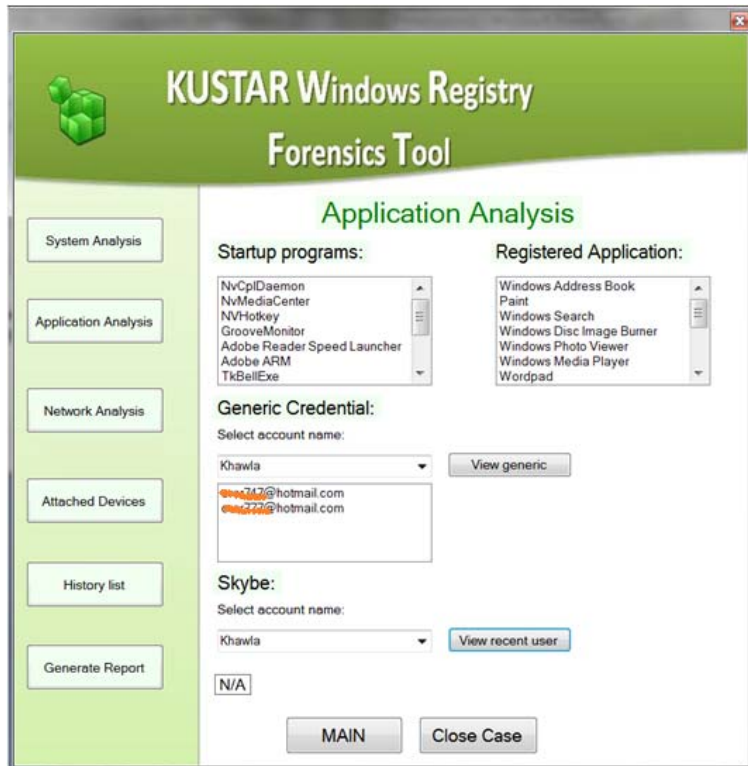 KUSTAR Windows Registry
Forensics Tool
System Analysis
Application Analysis
Network Analysis
Attached Devices
History list
Generate Report
Application Analysis
Startup programs:
NvCplDaemon
NvMediaCenter
NVHotkey
GrooveMonitor
Adobe Reader Speed Launcher
Adobe ARM
TkBellExe
Registered Application:
Windows Address Book
Paint
Windows Search
Windows Disc Image Burner
Windows Photo Viewer
Windows Media Player
Wordpad
Generic Credential:
Select account name:
Khawla
View generic
@hotmail.com
@hotmail.com
Skybe:
Select account name:
Khawla
View recent user
N/A
MAIN
Close Case